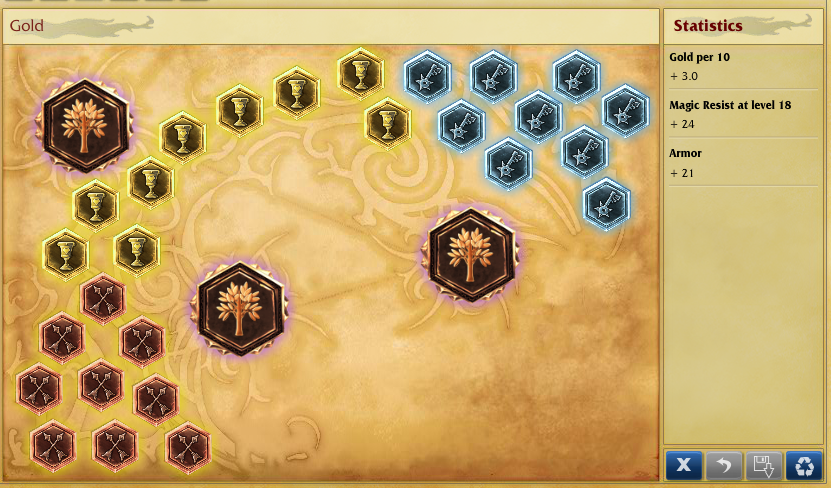 Gold
Statistics
Gold per 10
+ 3.0
Magic Resist at level 18
+ 24
Armor
+ 21
X